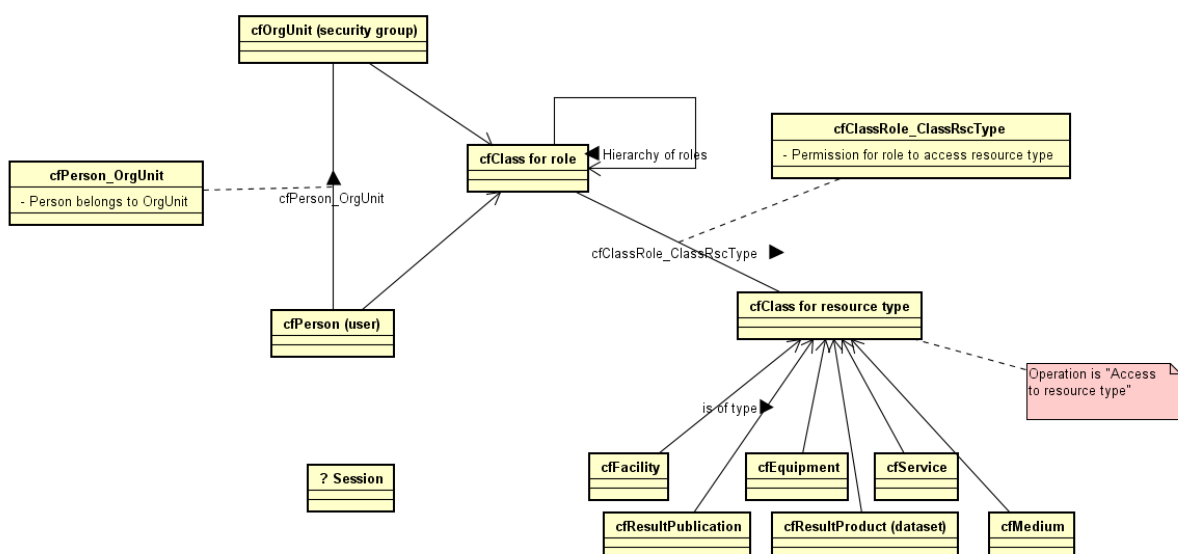 cfOrgUnit (security group)
cfClassRole_ClassRscType
- Permission for role to access resource type
cfClass for role
Hierarchy of roles
cfPerson_OrgUnit
- Person belongs to OrgUnit
cfPerson_OrgUnit
cfClassRole_ClassRscType
cfClass for resource type
cfPerson (user)
Operation is "Access
to resource type"
is of type
cfFacility
cfEquipment
cfService
? Session
cfResultPublication
cfResultProduct (dataset)
cfMedium